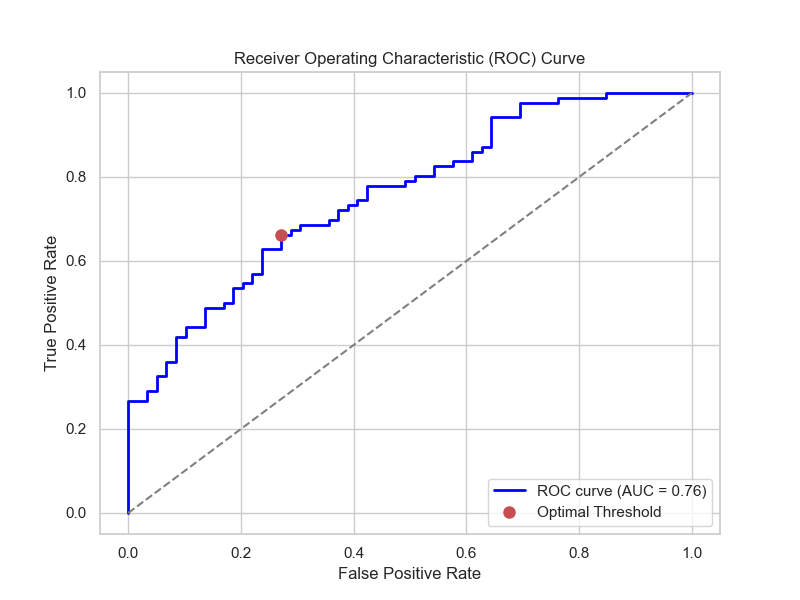 Receiver Operating Characteristic (ROC) Curve
True Positive Rate
1.0
0.8
0.6
0.4
0.2
0.0
0.0 0.2 0.4 0.6 0.8 1.0
False Positive Rate
ROC curve (AUC = 0.76)
Optimal Threshold